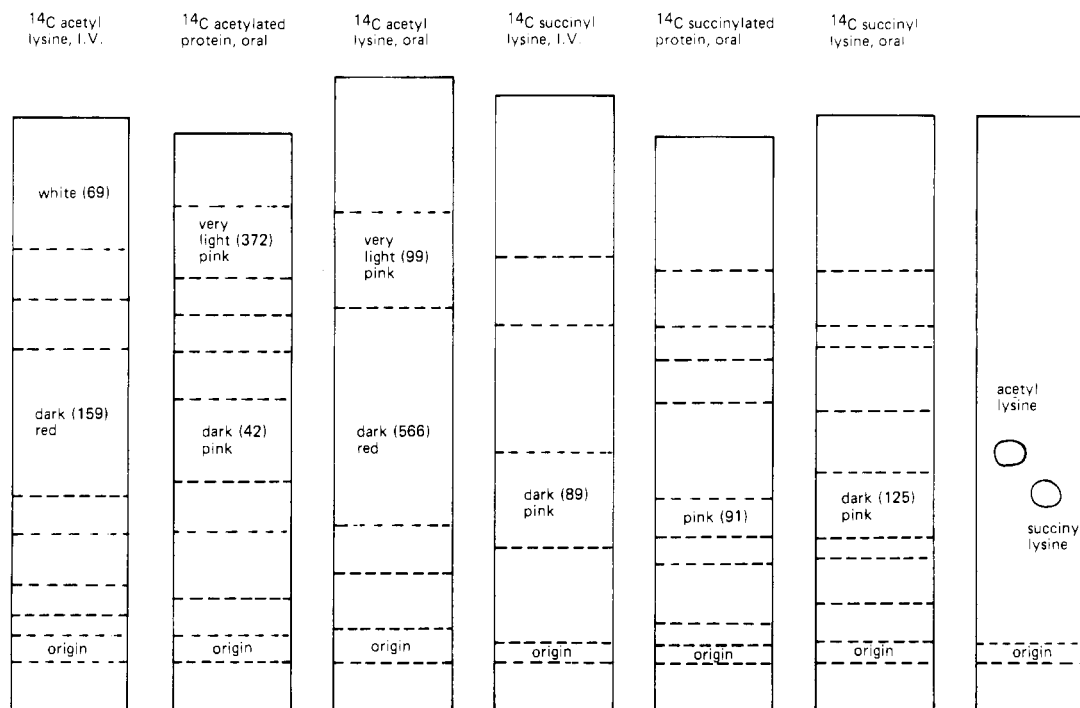 14C acetyl
lysine, I.V.
14C acetylated
protein, oral
14C acetyl
lysine, oral
14C succinyl
lysine, I.V.
14C succinylated
protein, oral
14C succinyl
lysine, oral
white (69)
dark (159)
red
origin
very
light (372)
pink
dark (42)
pink
origin
very
light (99)
pink
dark (566)
red
origin
dark (89)
pink
origin
pink (91)
origin
dark (125)
pink
origin
acetyl
lysine
succiny
lysine
origin